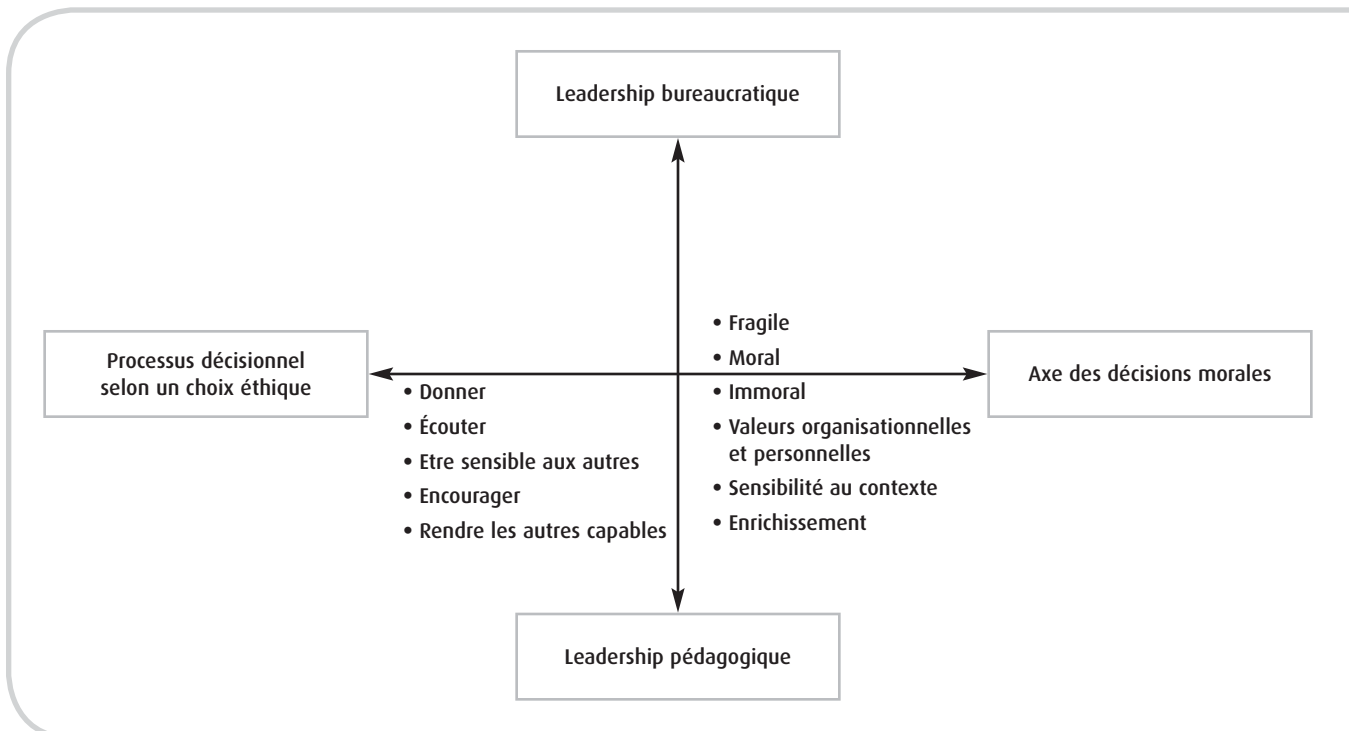 Leadership bureaucratique
Processus décisionnel
selon un choix éthique
• Donner
• Écouter
• Etre sensible aux autres
• Encourager
• Rendre les autres capables
• Fragile
• Moral
• Immoral
• Valeurs organisationnelles
et personnelles
• Sensibilité au contexte
• Enrichissement
Axe des décisions morales
Leadership pédagogique